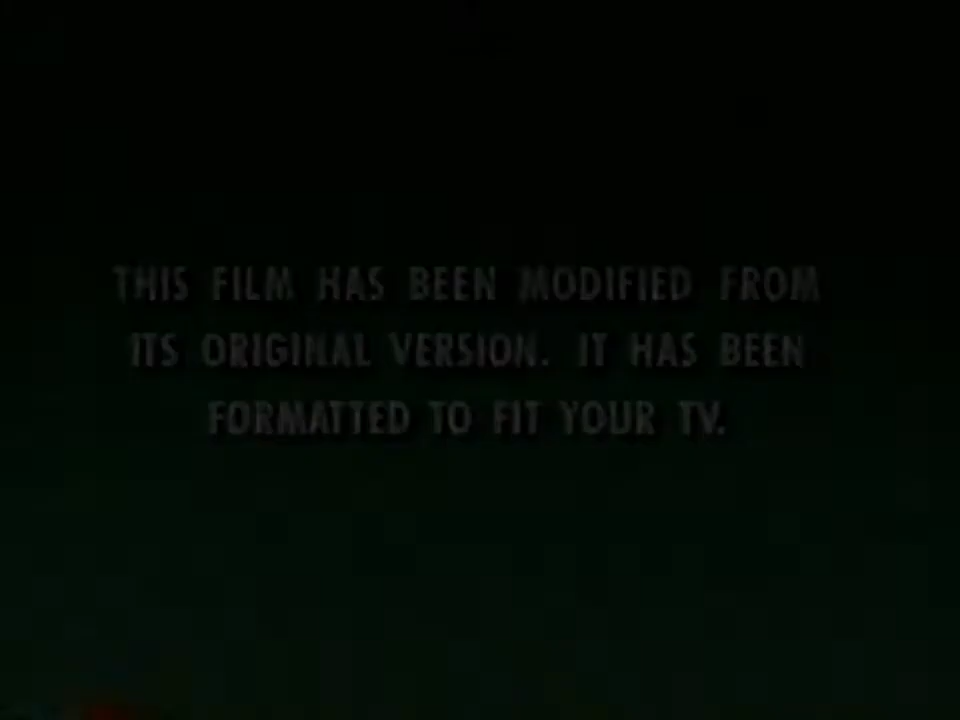 THIS FILM HAS BEEN MODIFIED FROM
ITS ORIGINAL VERSION. IT HAS BEEN
FORMATTED TO FIT YOUR TV.